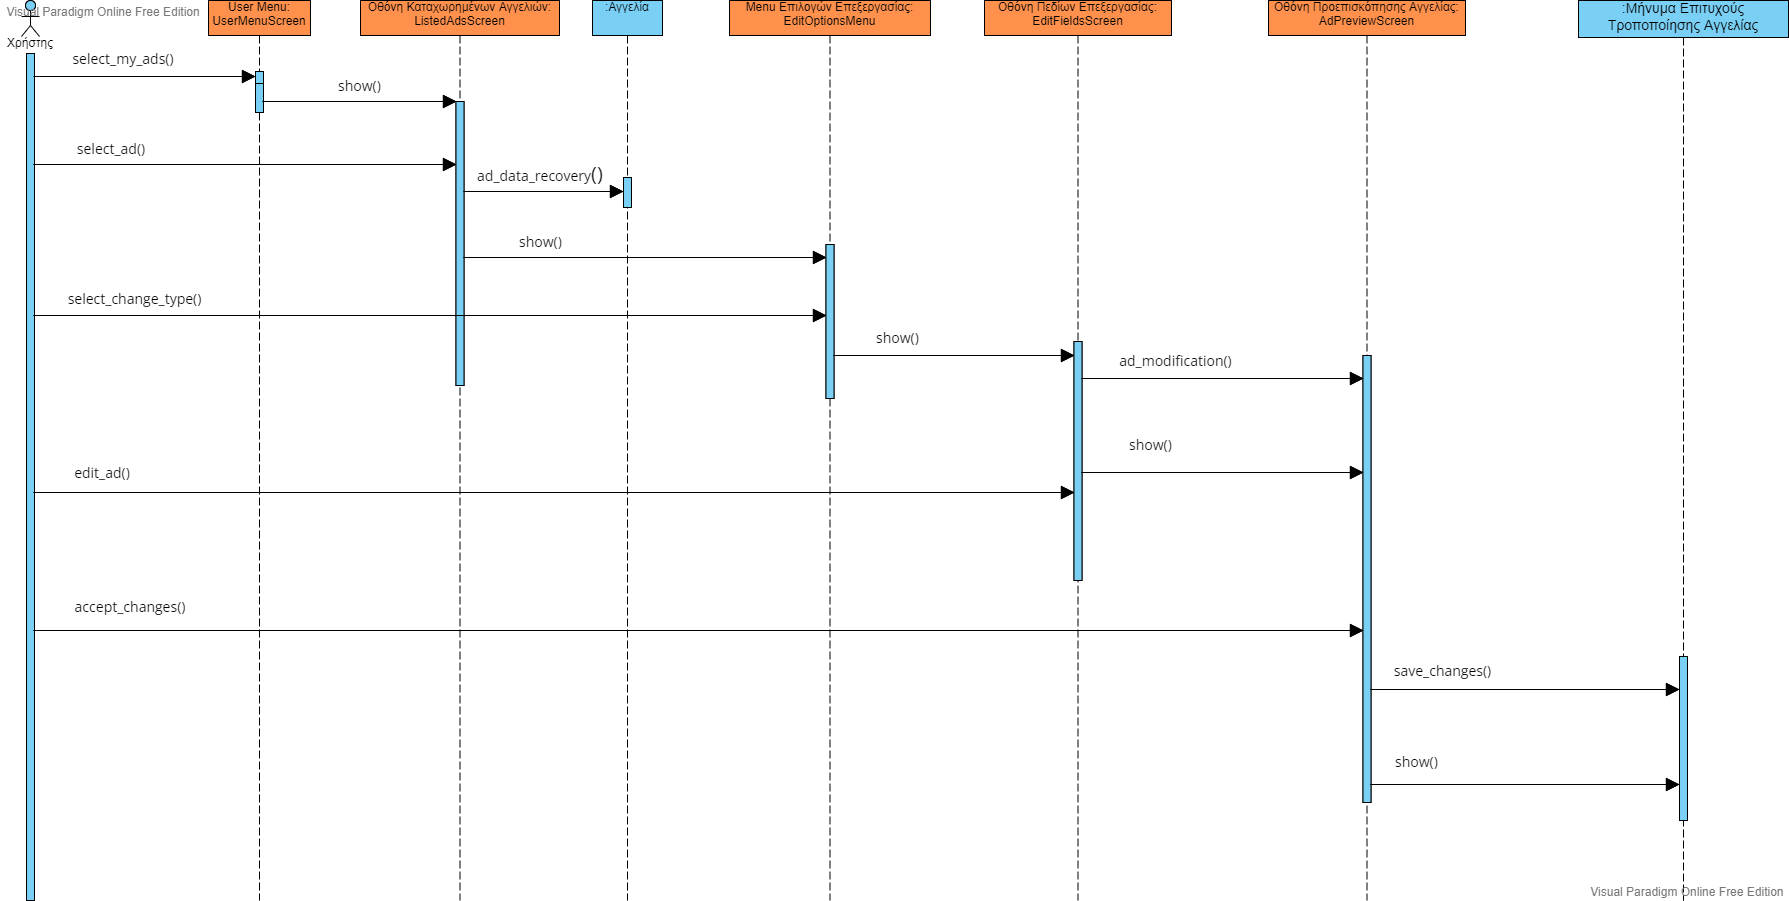 Visual Paradigm Online Free Edition
Χρήστης
User Menu:
UserMenuScreen
Οθόνη Καταχωρημένων Αγγελιών:
ListedAdsScreen
:Αγγελία
Menu Επιλογών Επεξεργασίας:
EditOptionsMenu
Οθόνη Πεδίων Επεξεργασίας:
EditFieldsScreen
Οθόνη Προεπισκόπησης Αγγελίας:
AdPreviewScreen
:Μήνυμα Επιτυχούς
Τροποποίησης Αγγελίας
select_my_ads()
show()
select_ad()
ad_data_recovery()
show()
select_change_type()
show()
ad_modification()
show()
edit_ad()
accept_changes()
save_changes()
show()
Visual Paradigm Online Free Edition